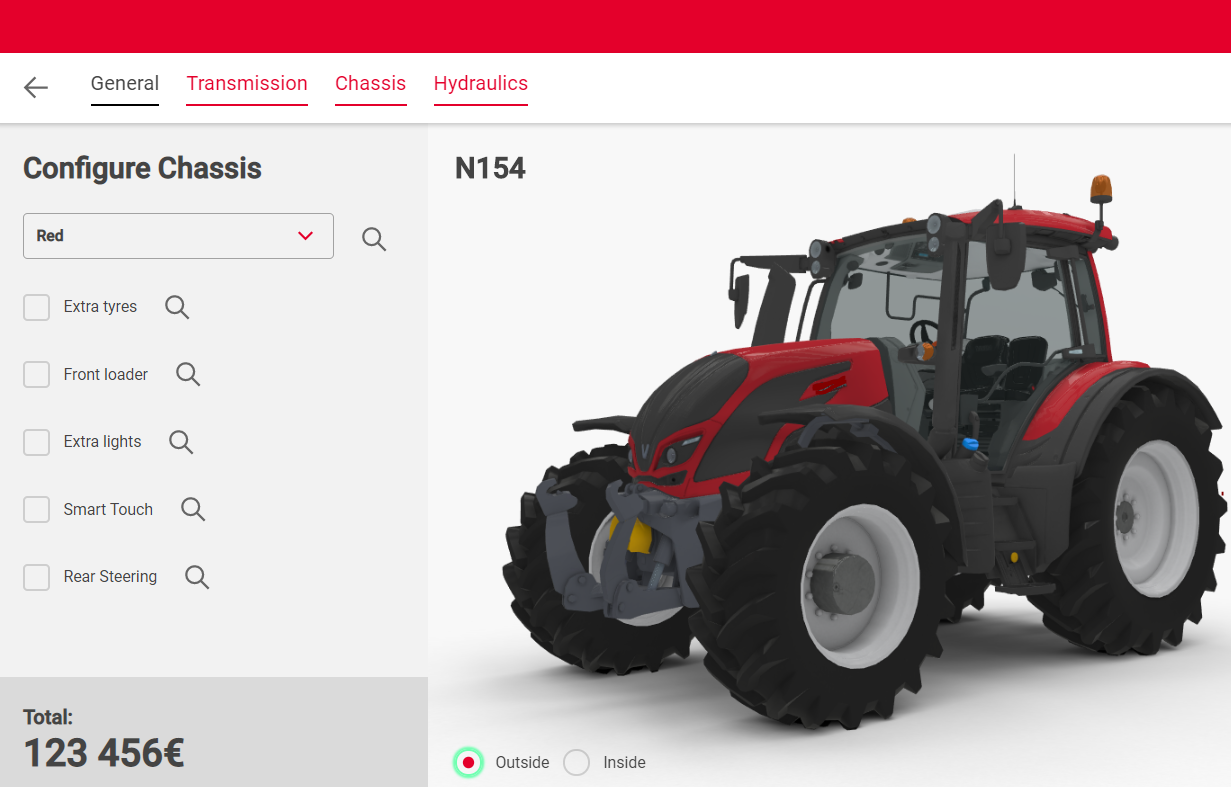 General Transmission Chassis Hydraulics
Configure Chassis
Red
Extra tyres
Front loader
Extra lights
Smart Touch
Rear Steering
Total:
123 456€
N154
Outside Inside